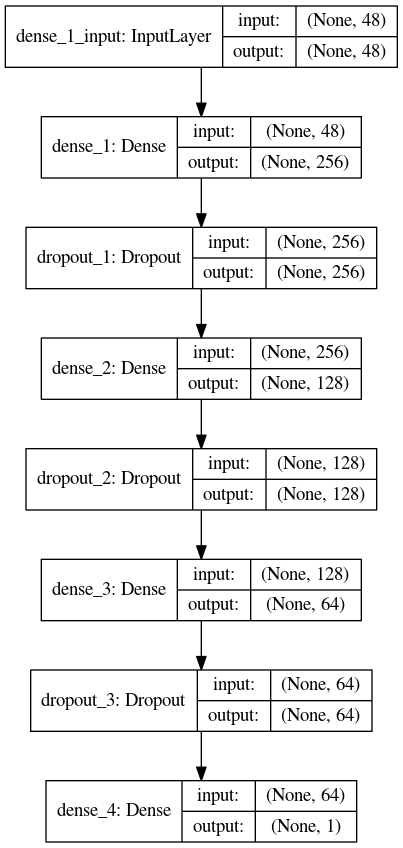 dense_1_input: InputLayer
input: (None, 48)
output: (None, 48)
dense_1: Dense
input: (None, 48)
output: (None, 256)
dropout_1: Dropout
input: (None, 256)
output: (None, 256)
dense_2: Dense
input: (None, 256)
output: (None, 128)
dropout_2: Dropout
input: (None, 128)
output: (None, 128)
dense_3: Dense
input: (None, 128)
output: (None, 64)
dropout_3: Dropout
input: (None, 64)
output: (None, 64)
dense_4: Dense
input: (None, 64)
output: (None, 1)